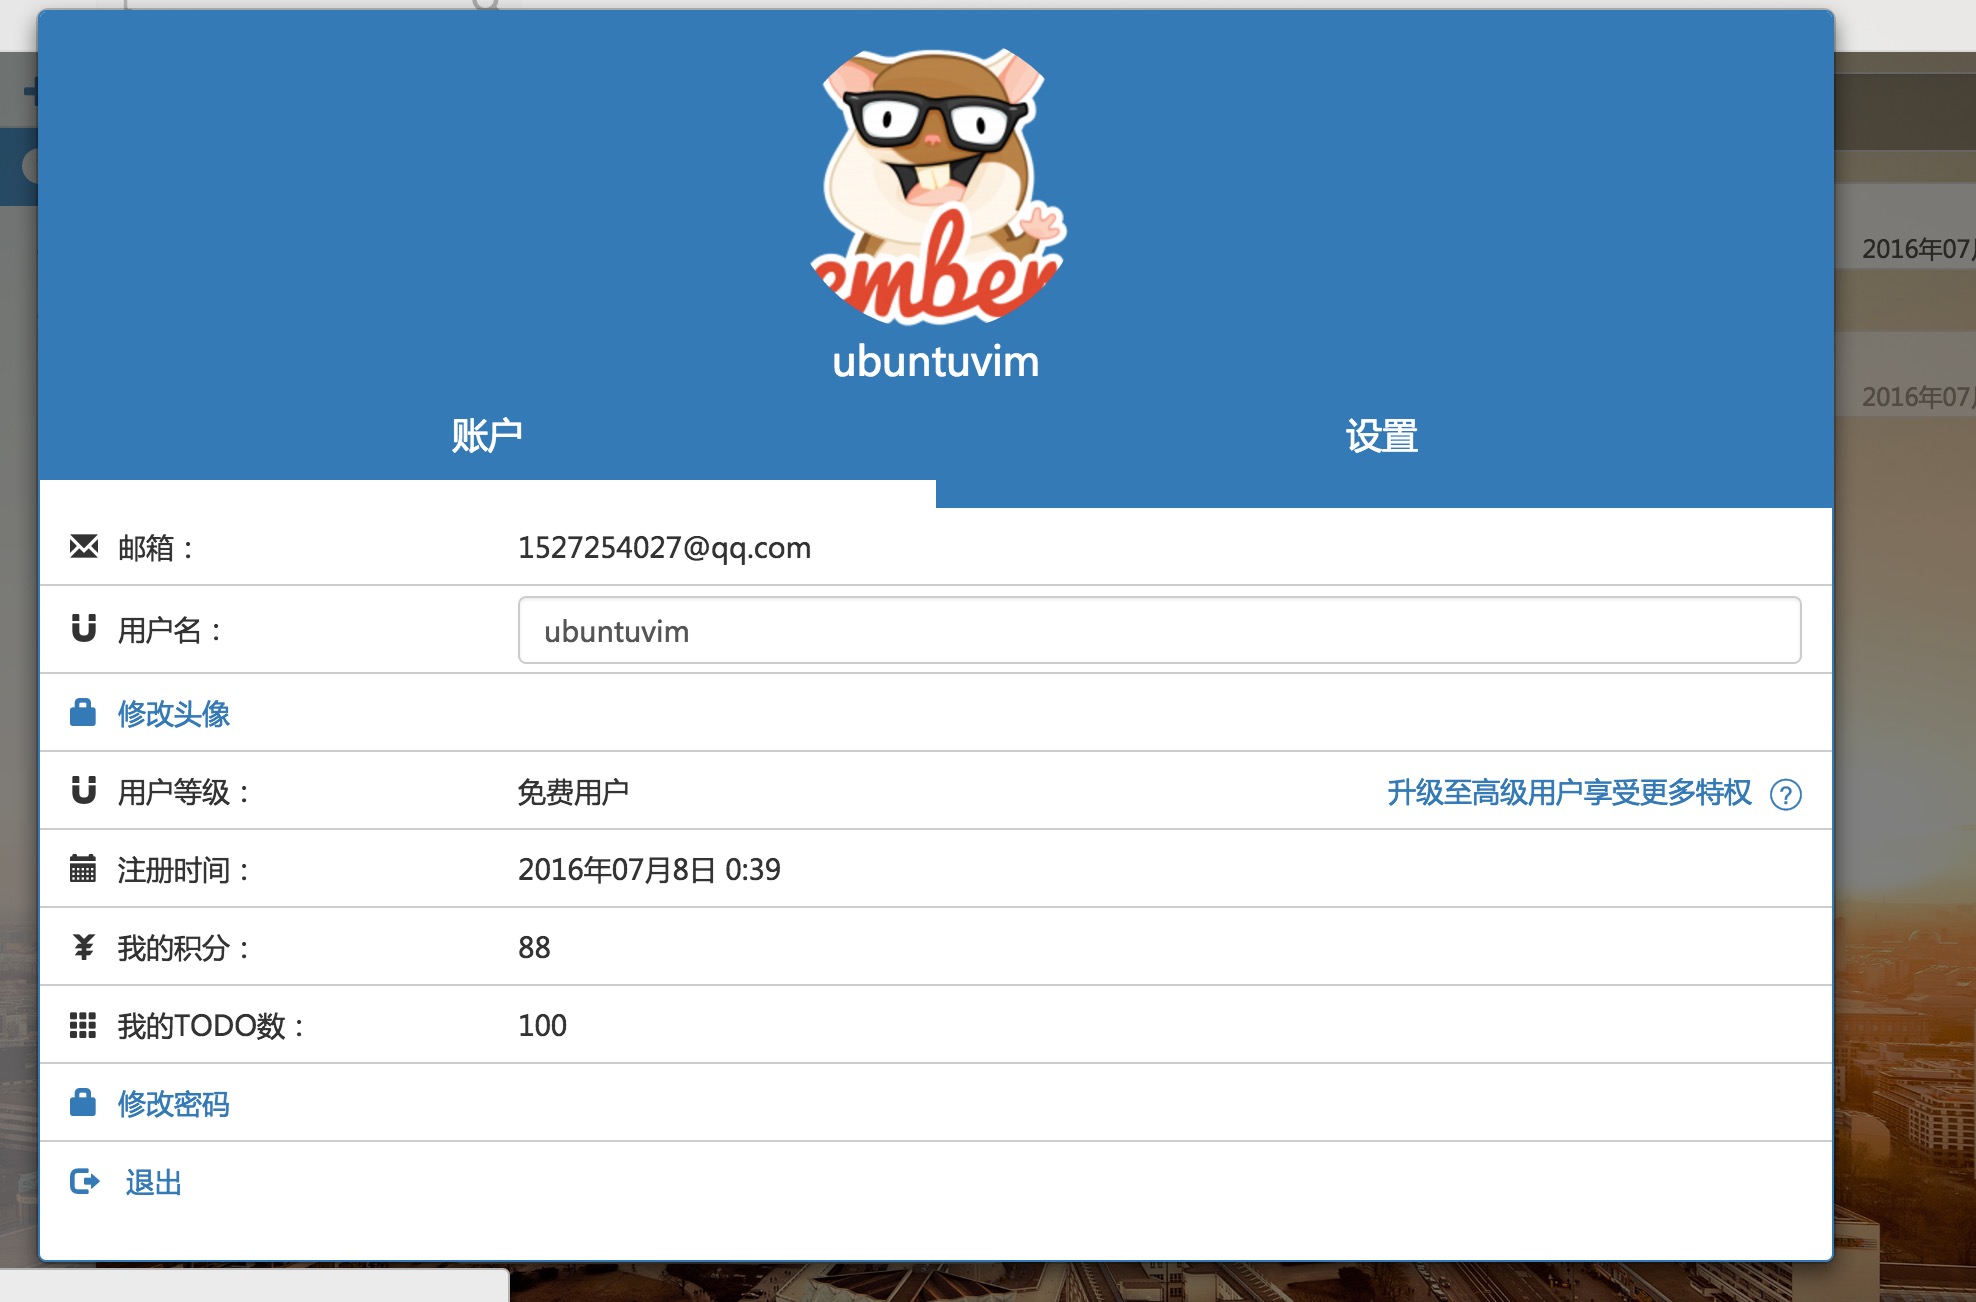 ember
ubuntuvim
账户 设置
邮箱： 1527254027@qq.com
用户名： ubuntuvim
修改头像
用户等级： 免费用户 升级至高级用户享受更多特权 ?
注册时间： 2016年07月8日 0:39
我的积分： 88
我的TODO数： 100
修改密码
退出
2016年07
2016年07